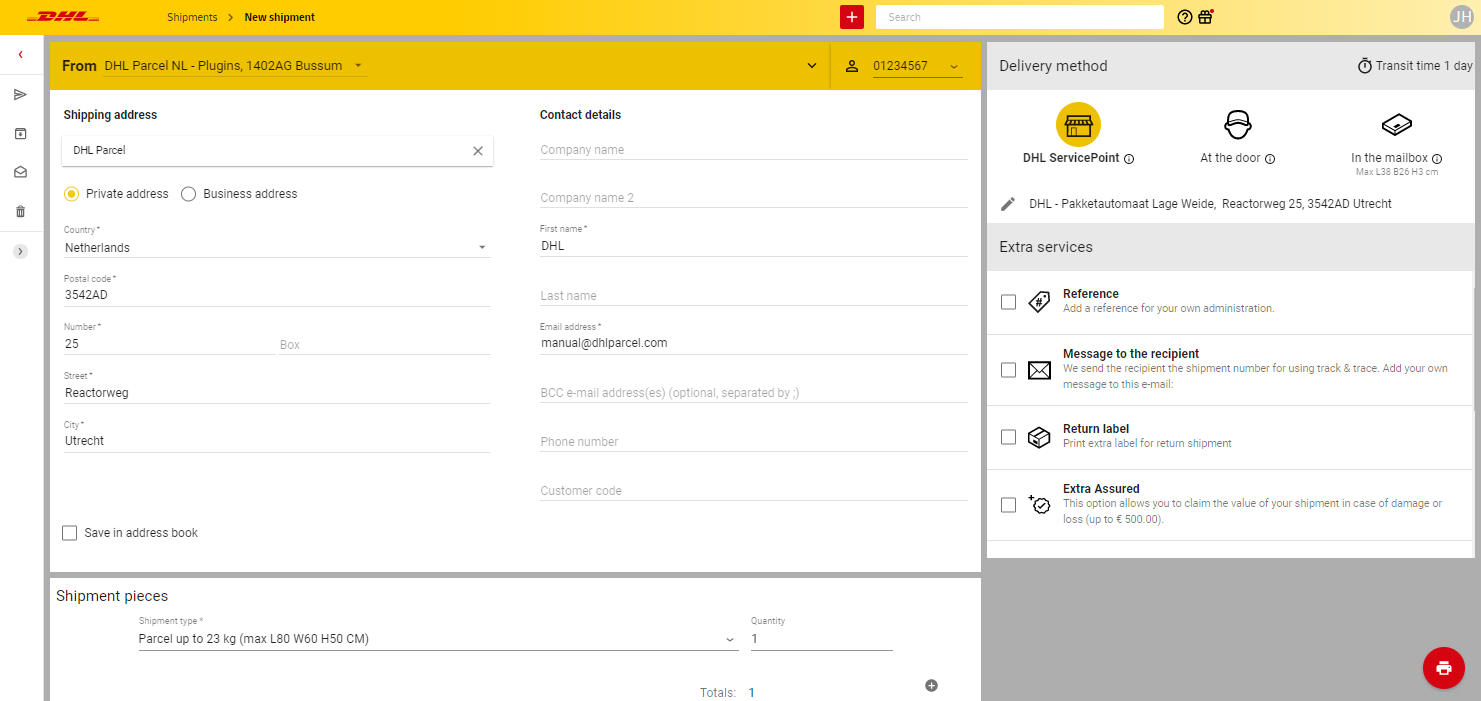 DHL
Shipments > New shipment
+ Search
JH
From DHL Parcel NL - Plugins, 1402AG Bussum
01234567
Shipping address
DHL Parcel
Private address Business address
Country *
Netherlands
Postal code *
3542AD
Number *
25 Box
Street *
Reactorweg
City *
Utrecht
Save in address book
Contact details
Company name
Company name 2
First name *
DHL
Last name
Email address *
manual@dhlparcel.com
BCC e-mail address(es) (optional, separated by ;)
Phone number
Customer code
Shipment pieces
Shipment type *
Parcel up to 23 kg (max L80 W60 H50 CM)
Quantity
1
Totals: 1
Delivery method Transit time 1 day
DHL ServicePoint At the door In the mailbox
Max L38 B26 H3 cm
DHL - Pakketautomaat Lage Weide, Reactorweg 25, 3542AD Utrecht
Extra services
Reference
Add a reference for your own administration.
Message to the recipient
We send the recipient the shipment number for using track & trace. Add your own
message to this e-mail:
Return label
Print extra label for return shipment
Extra Assured
This option allows you to claim the value of your shipment in case of damage or
loss (up to € 500.00).